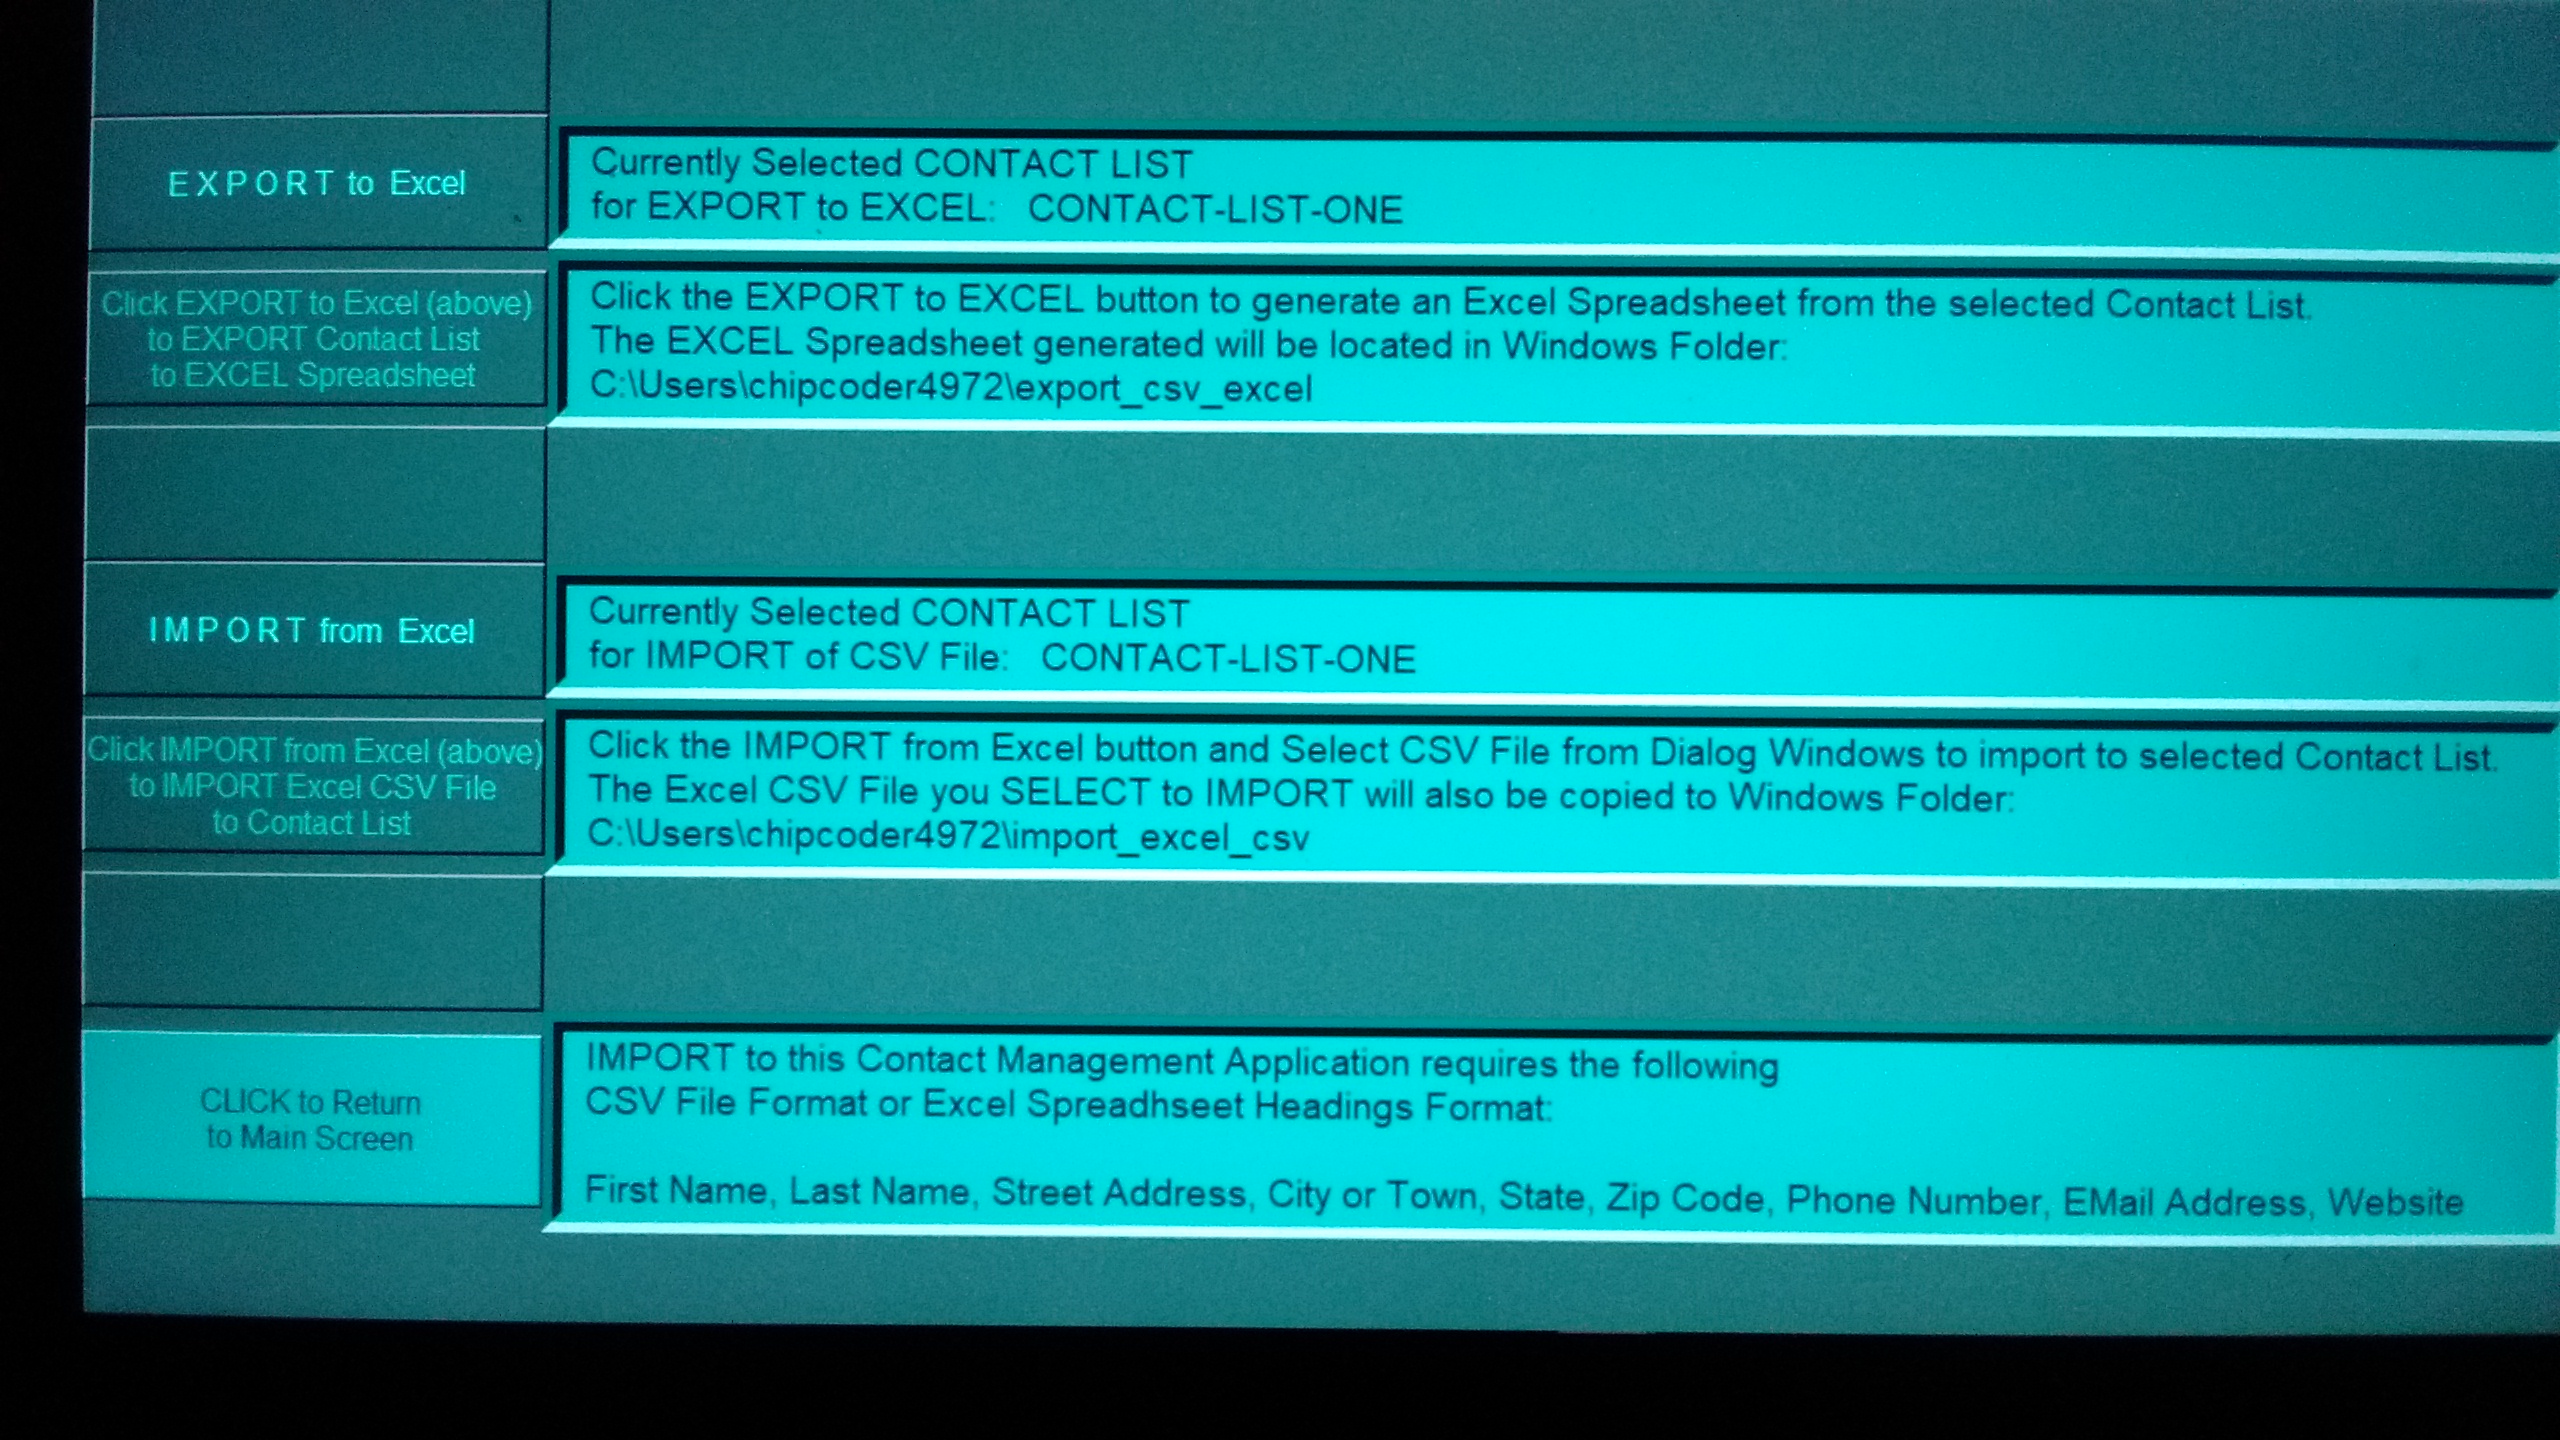 EXPORT to Excel
Currently Selected CONTACT LIST
for EXPORT to EXCEL: CONTACT-LIST-ONE
Click EXPORT to Excel (above)
to EXPORT Contact List
to EXCEL Spreadsheet
Click the EXPORT to EXCEL button to generate an Excel Spreadsheet from the selected Contact List.
The EXCEL Spreadsheet generated will be located in Windows Folder:
C:\Users\chipcoder4972\export_csv_excel
IMPORT from Excel
Currently Selected CONTACT LIST
for IMPORT of CSV File: CONTACT-LIST-ONE
Click IMPORT from Excel (above)
to IMPORT Excel CSV File
to Contact List
Click the IMPORT from Excel button and Select CSV File from Dialog Windows to import to selected Contact List.
The Excel CSV File you SELECT to IMPORT will also be copied to Windows Folder:
C:\Users\chipcoder4972\import_excel_csv
CLICK to Return
to Main Screen
IMPORT to this Contact Management Application requires the following
CSV File Format or Excel Spreadhseet Headings Format:
First Name, Last Name, Street Address, City or Town, State, Zip Code, Phone Number, EMail Address, Website